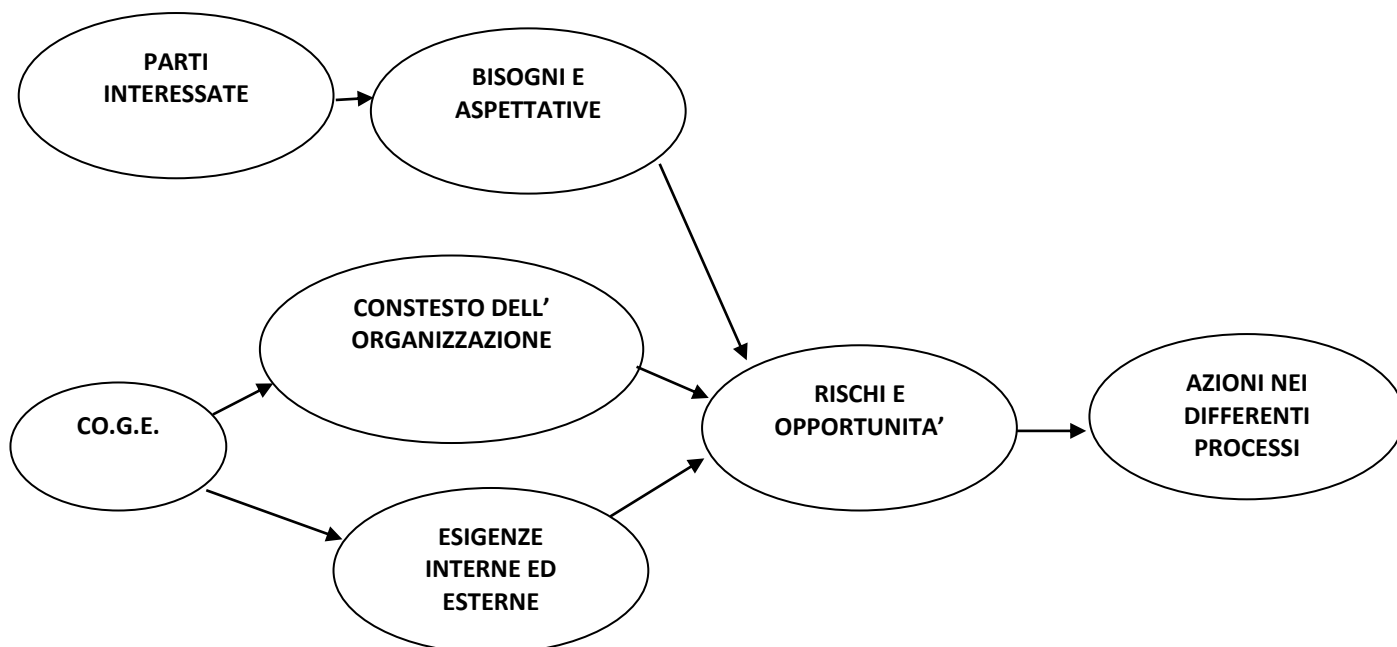 PARTI
INTERESSATE
BISOGNI E
ASPETTATIVE
CONSTESTO DELL’
ORGANIZZAZIONE
CO.G.E.
RISCHI E
OPPORTUNITA’
AZIONI NEI
DIFFERENTI
PROCESSI
ESIGENZE
INTERNE ED
ESTERNE